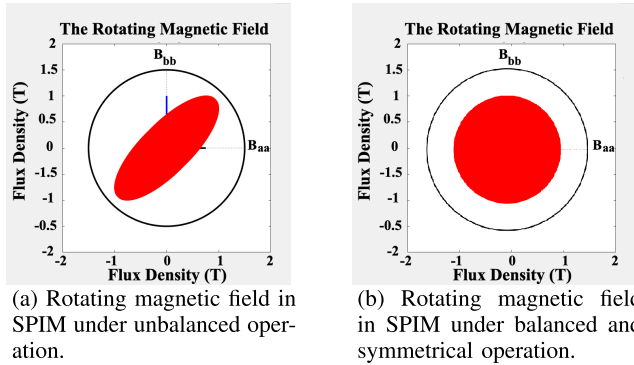 The Rotating Magnetic Field
2
B_bb
1.5
1
0.5
0
B_aa
-1.5
-1
-0.5
-2
-2 -1 0 1 2
Flux Density (T)
Flux Density (T)
(a) Rotating magnetic field in
SPIM under unbalanced oper-
ation.
The Rotating Magnetic Field
2
B_bb
1.5
1
0.5
0
B_aa
-1.5
-1
-0.5
-2
-2 -1 0 1 2
Flux Density (T)
Flux Density (T)
(b) Rotating magnetic field
in SPIM under balanced and
symmetrical operation.